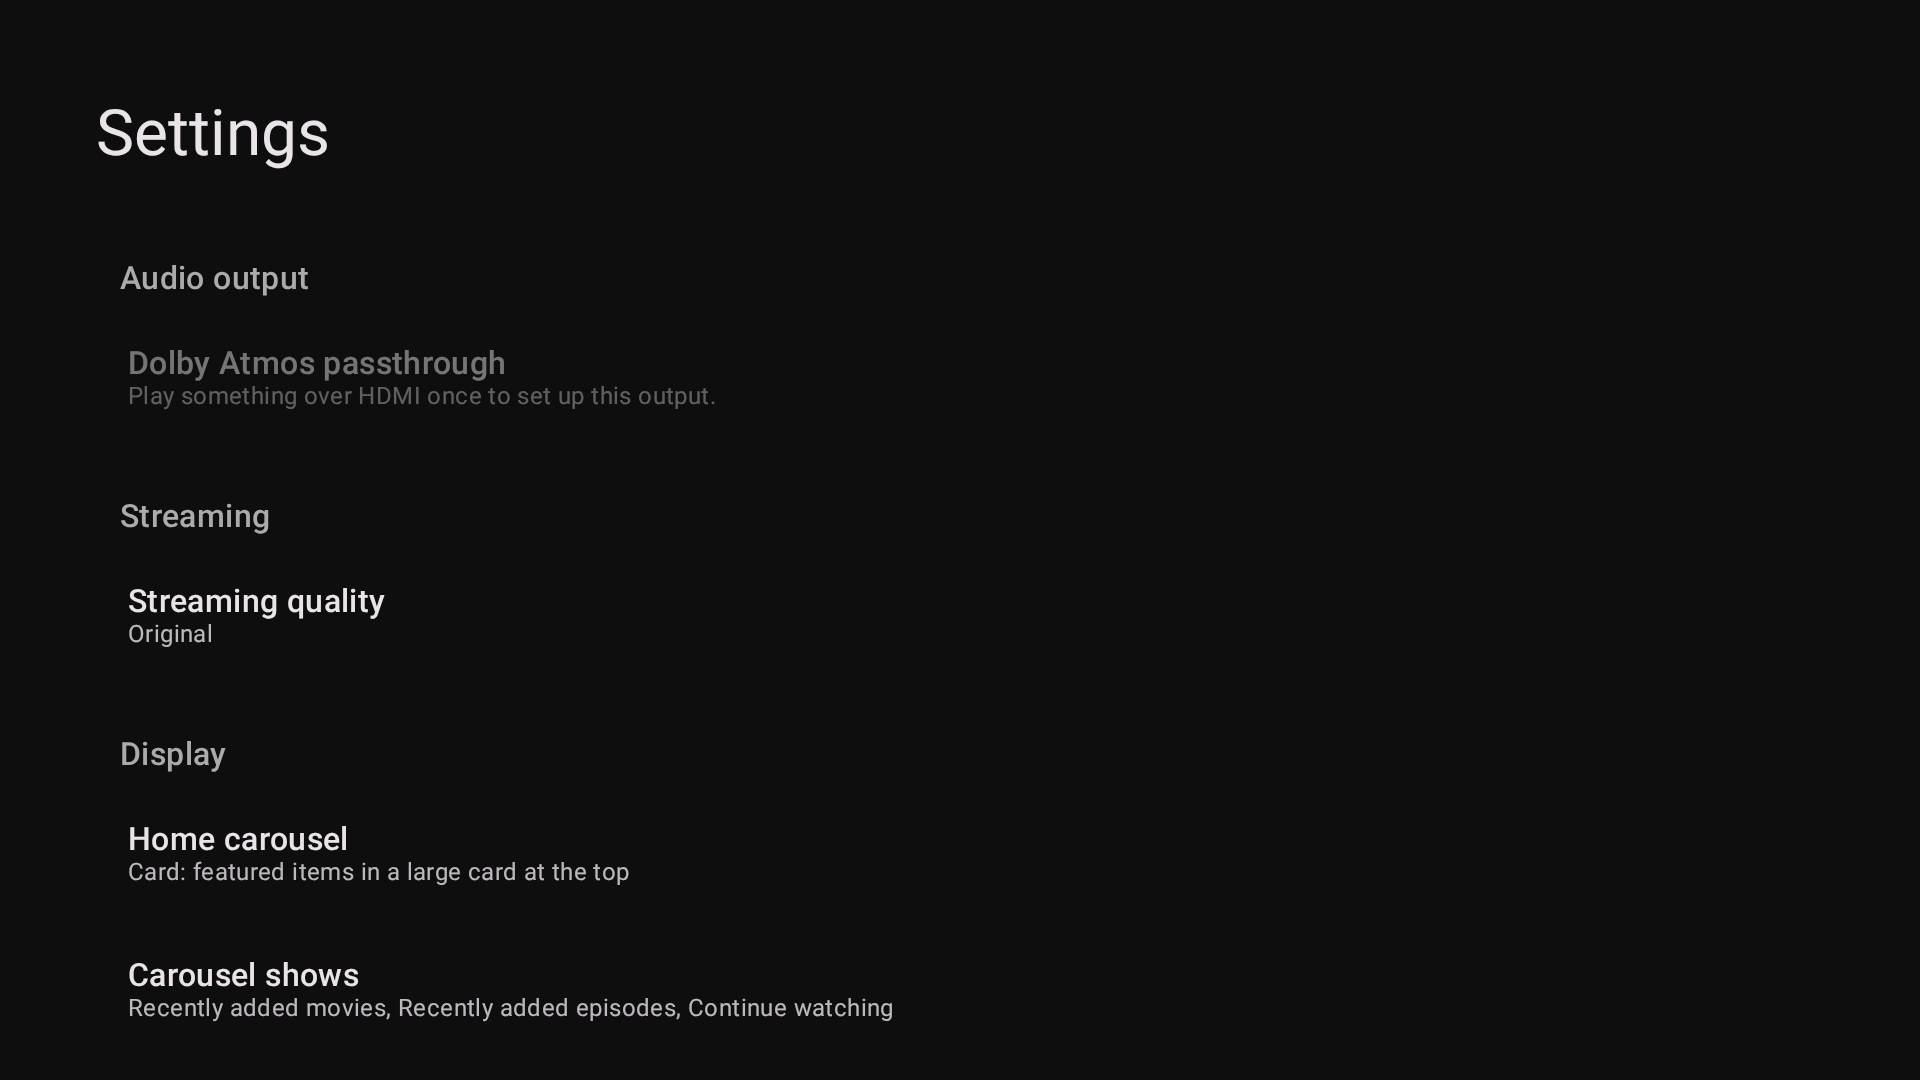 Settings
Audio output
Dolby Atmos passthrough
Play something over HDMI once to set up this output.
Streaming
Streaming quality
Original
Display
Home carousel
Card: featured items in a large card at the top
Carousel shows
Recently added movies, Recently added episodes, Continue watching